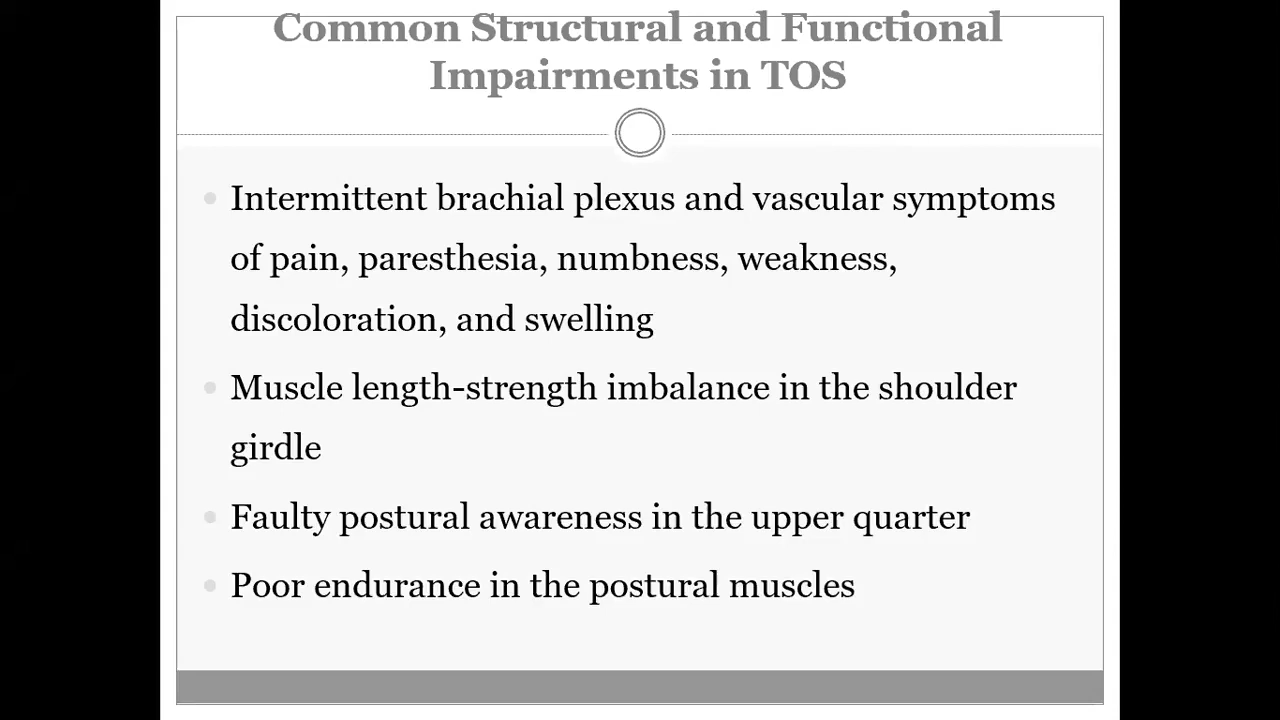 Common Structural and Functional
Impairments in TOS
Intermittent brachial plexus and vascular symptoms
of pain, paresthesia, numbness, weakness,
discoloration, and swelling
Muscle length-strength imbalance in the shoulder
girdle
Faulty postural awareness in the upper quarter
Poor endurance in the postural muscles